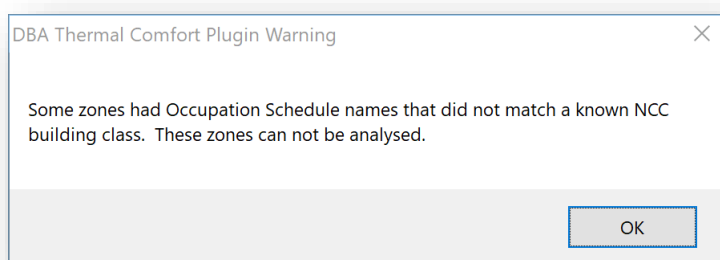 DBA Thermal Comfort Plugin Warning
Some zones had Occupation Schedule names that did not match a known NCC
building class.  These zones can not be analysed.
OK